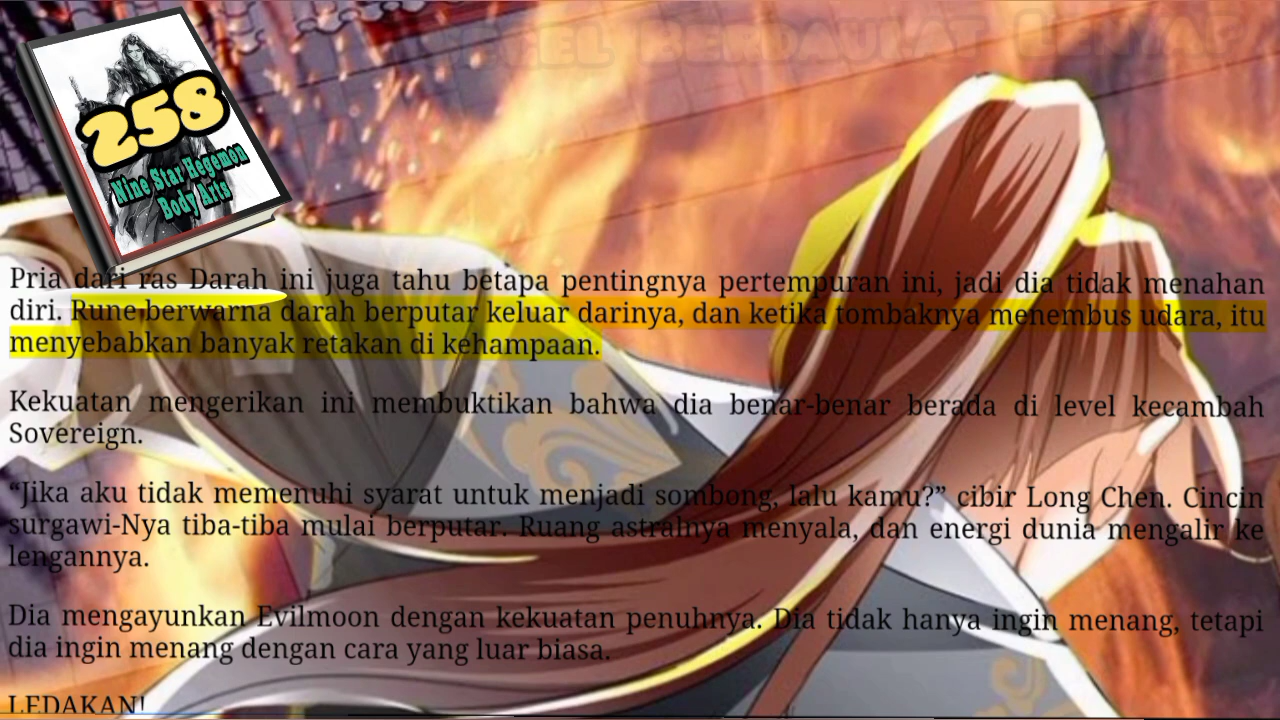 258
Nine Star Hegemon
Body Arts
Pria dari ras Darah ini juga tahu betapa pentingnya pertempuran ini, jadi dia tidak menahan
diri. Rune berwarna darah berputar keluar darinya, dan ketika tombaknya menembus udara, itu
menyebabkan banyak retakan di kehampaan.
Kekuatan mengerikan ini membuktikan bahwa dia benar-benar berada di level kecambah
Sovereign.
“Jika aku tidak memenuhi syarat untuk menjadi sombong, lalu kamu?” cibir Long Chen. Cincin
surgawi-Nya tiba-tiba mulai berputar. Ruang astralnya menyala, dan energi dunia mengalir ke
lengannya.
Dia mengayunkan Evilmoon dengan kekuatan penuhnya. Dia tidak hanya ingin menang, tetapi
dia ingin menang dengan cara yang luar biasa.
LEDAKAN!